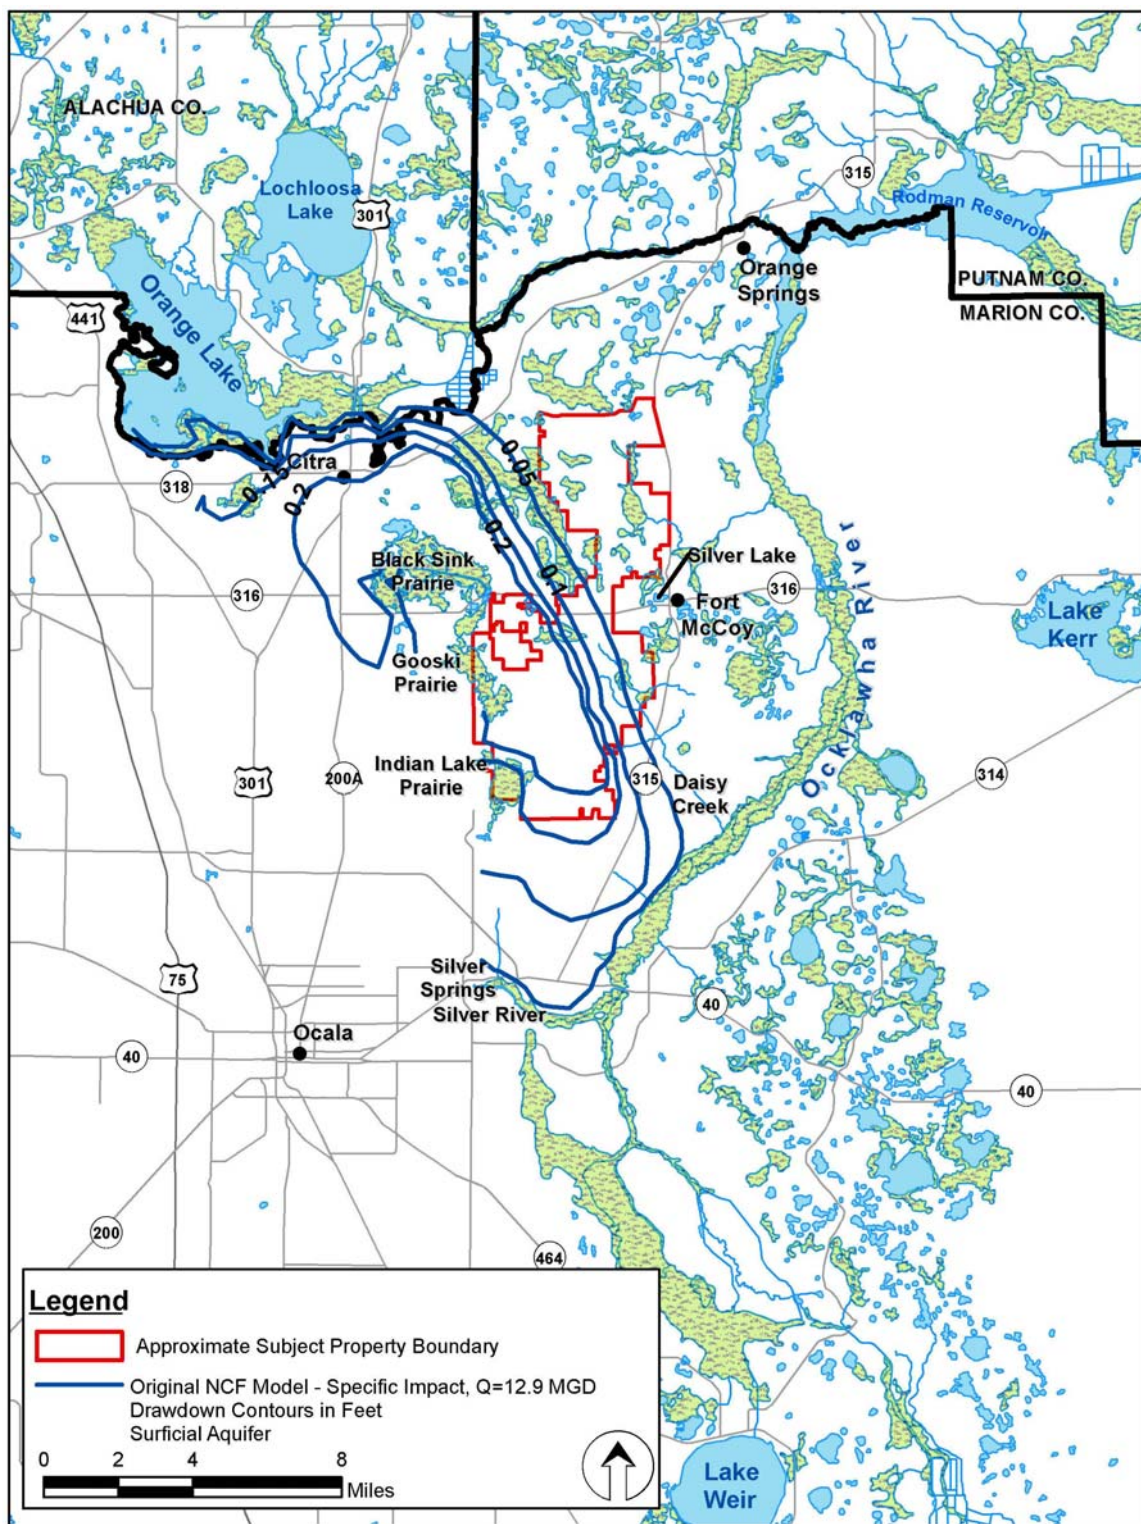 ALACHUA CO.
Lochloosa
Lake
301
315
Rodman Reservoir
Orange
Springs
PUTNAM CO.
MARION CO.
441
Orange Lake
Citra
318
0.15
0.2
0.05
0.2
0.1
Black Sink
Prairie
Silver Lake
316
316
Fort
McCoy
Lake
Kerr
Gooski
Prairie
Ocklawha River
Indian Lake
Prairie
301
200A
315
Daisy
Creek
314
75
Silver
Springs
Silver River
40
Ocala
40
40
200
464
Legend
Approximate Subject Property Boundary
Original NCF Model - Specific Impact, Q=12.9 MGD
Drawdown Contours in Feet
Surficial Aquifer
0 2 4 8
Miles
Lake
Weir